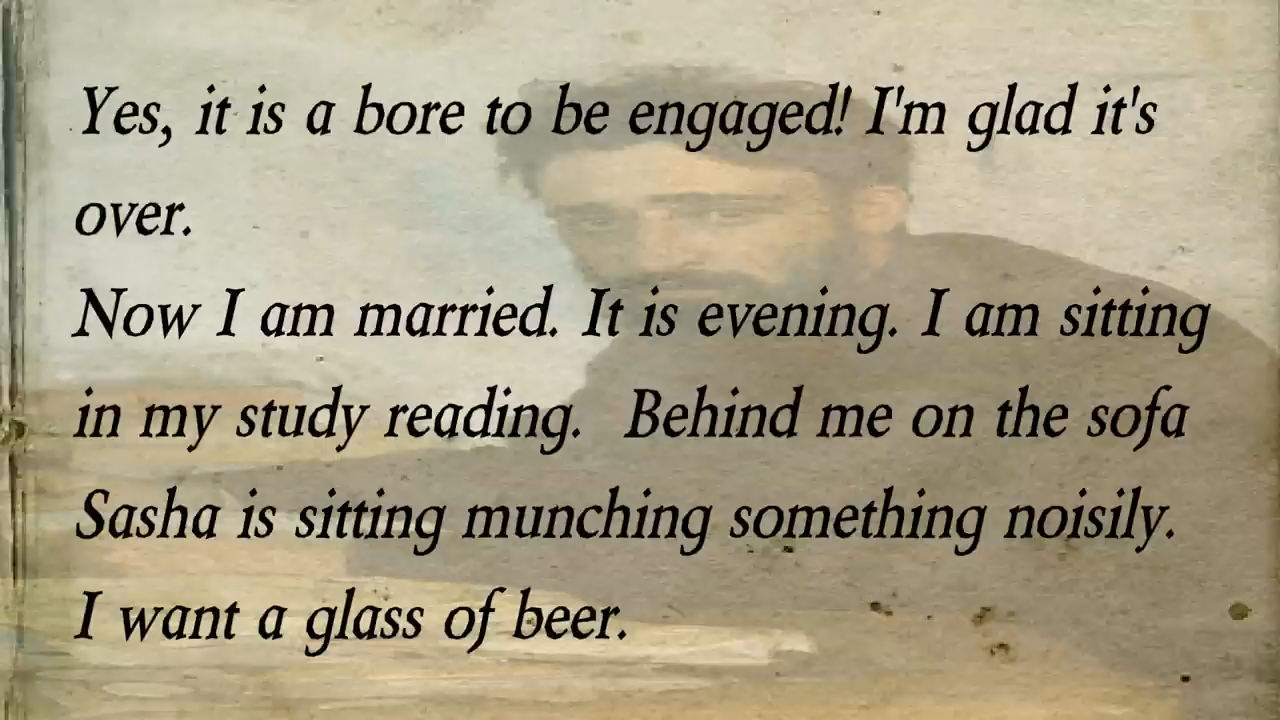 Yes, it is a bore to be engaged! I'm glad it's
over.
Now I am married. It is evening. I am sitting
in my study reading.  Behind me on the sofa
Sasha is sitting munching something noisily.
I want a glass of beer.